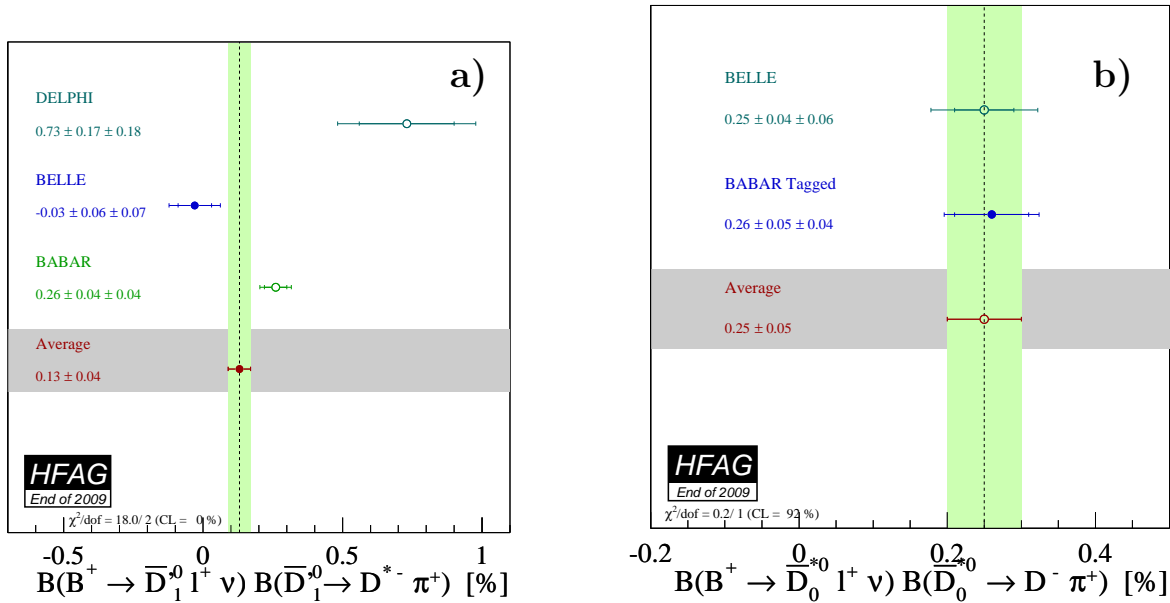 a)
DELPHI
0.73 ± 0.17 ± 0.18
BELLE
-0.03 ± 0.06 ± 0.07
BABAR
0.26 ± 0.04 ± 0.04
Average
0.13 ± 0.04
HFAG
End of 2009
χ²/dof = 18.0/ 2 (CL = 0 %)
-0.5 0 0.5 1
B(B⁺ → D̅₁'⁰ l⁺ ν) B(D̅₁'⁰ → D*⁻ π⁺) [%]
b)
BELLE
0.25 ± 0.04 ± 0.06
BABAR Tagged
0.26 ± 0.05 ± 0.04
Average
0.25 ± 0.05
HFAG
End of 2009
χ²/dof = 0.2/ 1 (CL = 92 %)
-0.2 0 0.2 0.4
B(B⁺ → D̅₀*⁰ l⁺ ν) B(D̅₀*⁰ → D⁻ π⁺) [%]